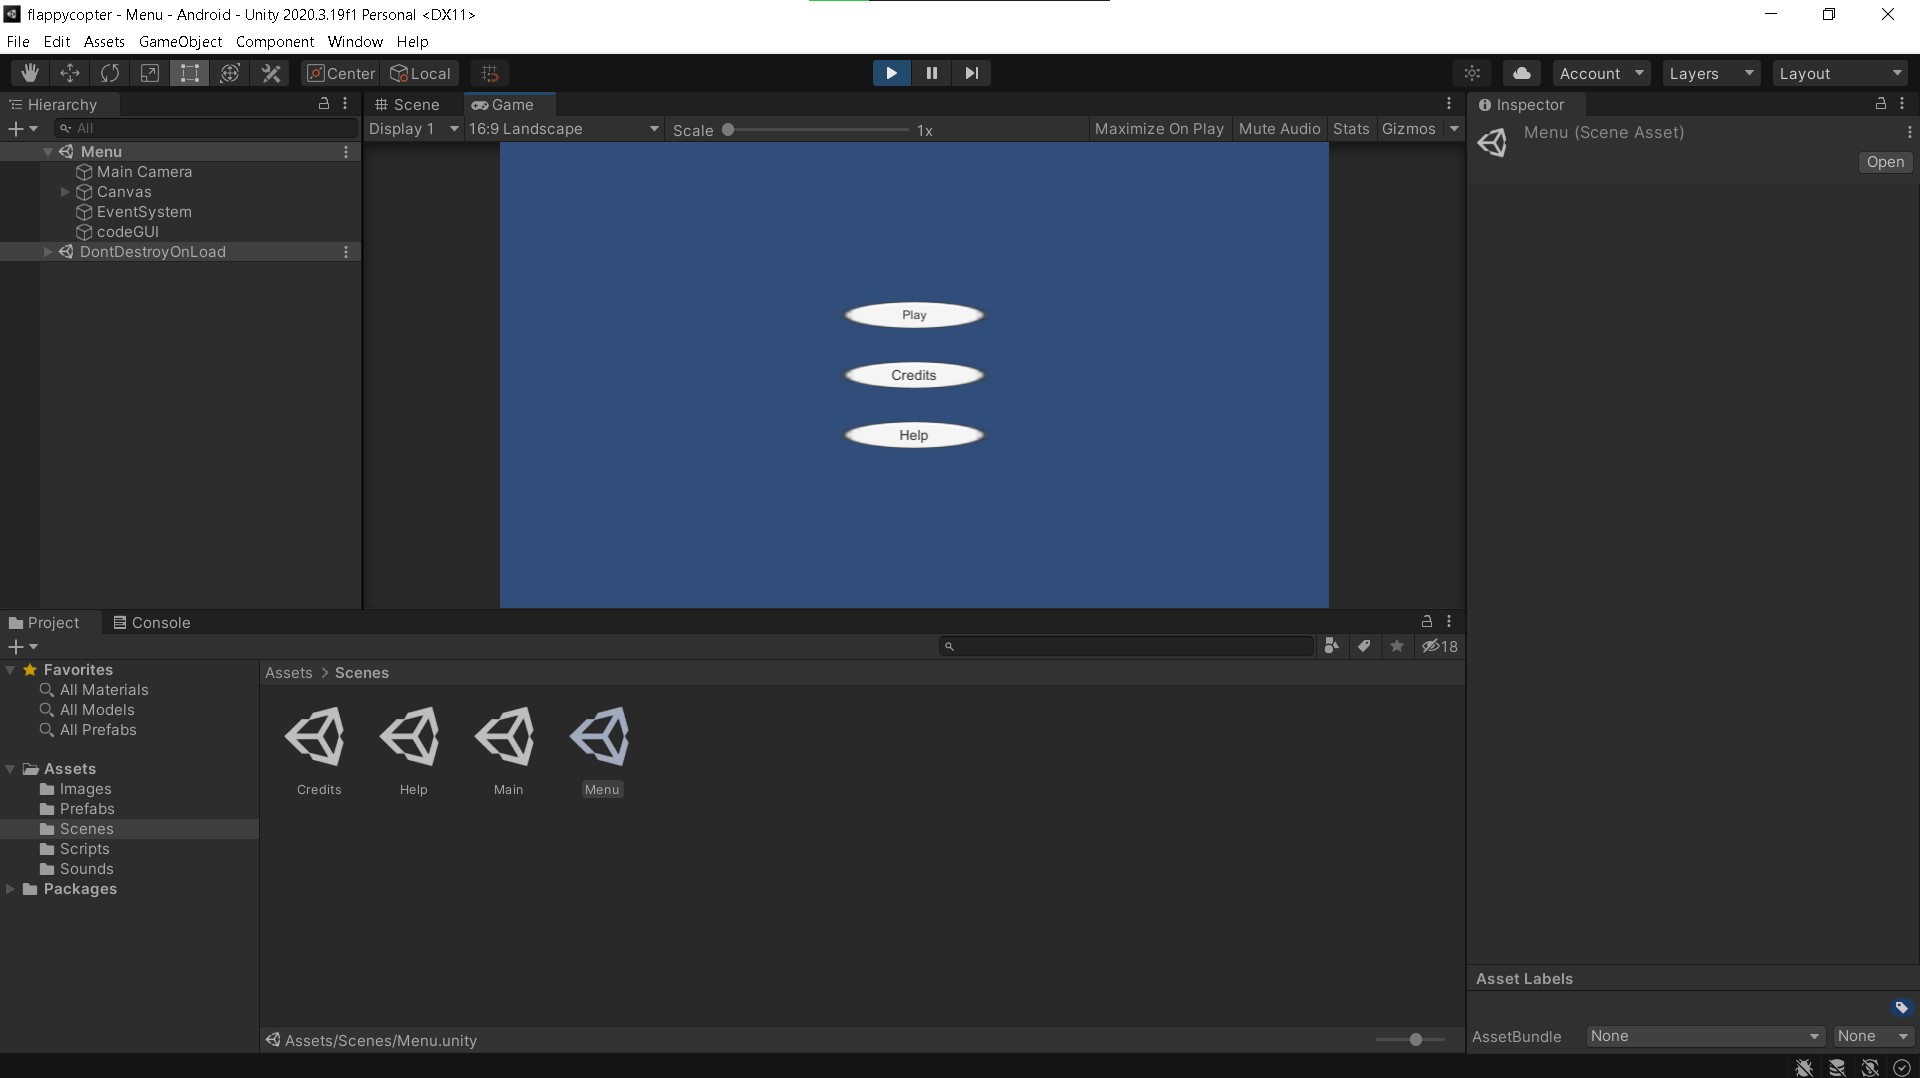 flappycopter - Menu - Android - Unity 2020.3.19f1 Personal <DX11>
File Edit Assets GameObject Component Window Help
Center Local Account Layers Layout
Hierarchy
All
Menu
Main Camera
Canvas
EventSystem
codeGUI
DontDestroyOnLoad
Scene Game
Display 1 16:9 Landscape Scale 1x Maximize On Play Mute Audio Stats Gizmos
Play
Credits
Help
Inspector
Menu (Scene Asset)
Open
Project Console
18
Favorites
All Materials
All Models
All Prefabs
Assets
Images
Prefabs
Scenes
Scripts
Sounds
Packages
Assets > Scenes
Credits Help Main Menu
Assets/Scenes/Menu.unity
Asset Labels
AssetBundle None None